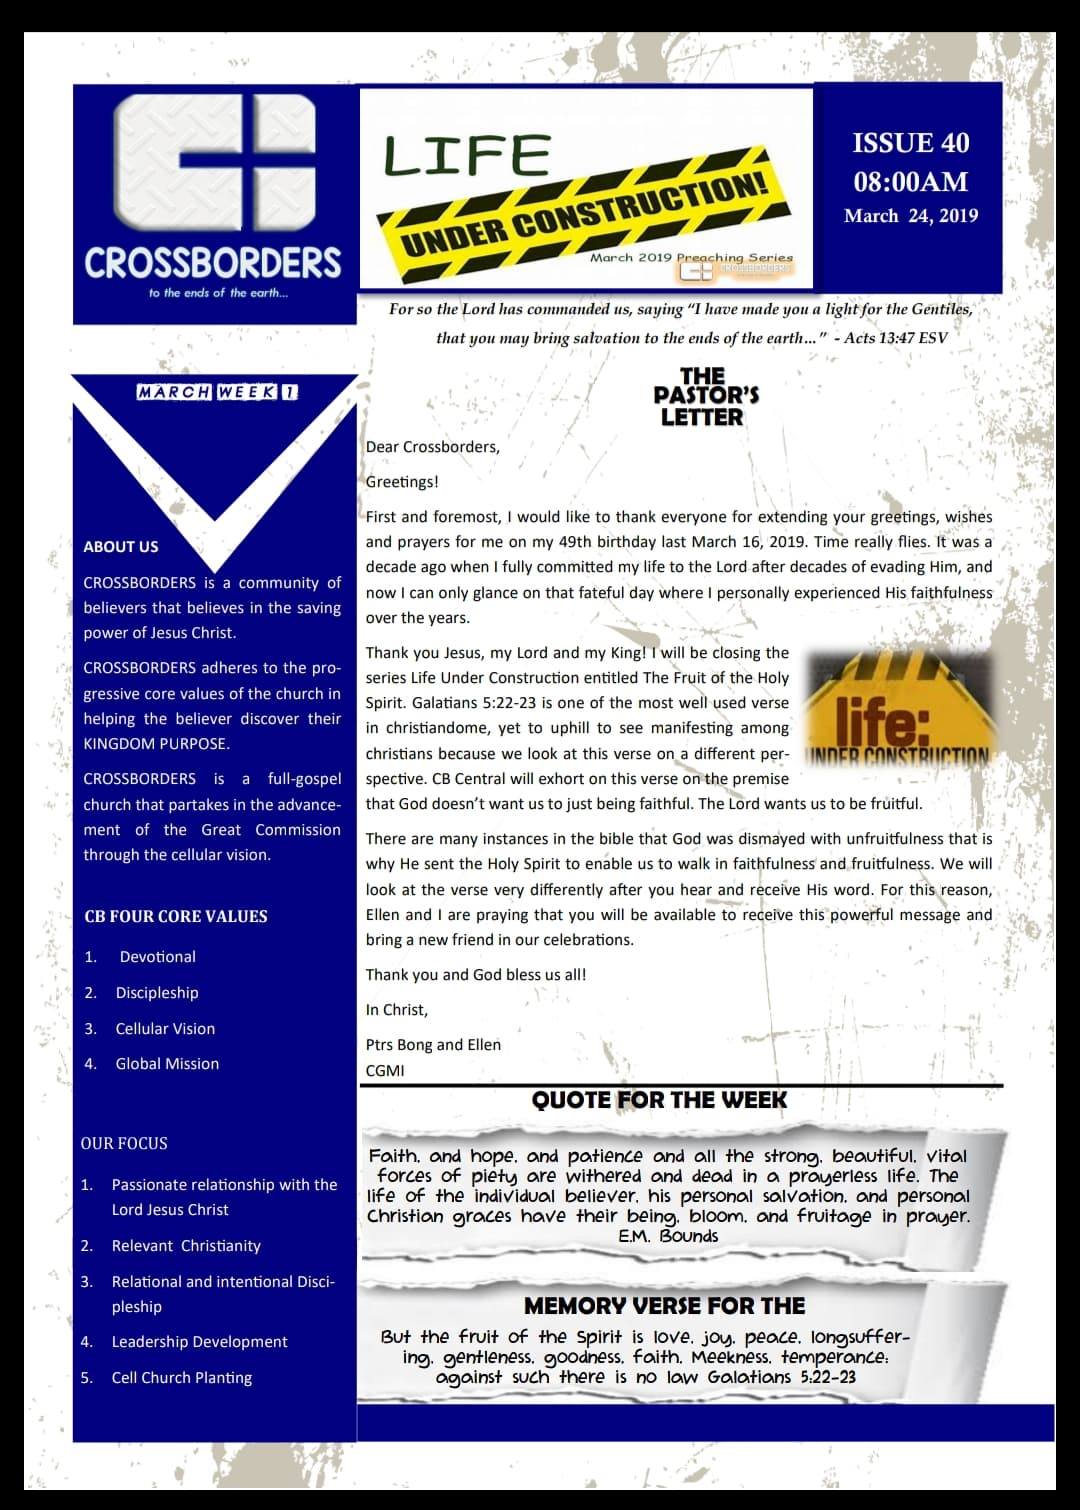 CROSSBORDERS
to the ends of the earth...
LIFE
UNDER CONSTRUCTION!
March 2019 Preaching Series
CROSSBORDERS
ISSUE 40
08:00AM
March 24, 2019
For so the Lord has commanded us, saying “I have made you a light for the Gentiles,
that you may bring salvation to the ends of the earth…” - Acts 13:47 ESV
MARCH WEEK 1
ABOUT US
CROSSBORDERS is a community of
believers that believes in the saving
power of Jesus Christ.
CROSSBORDERS adheres to the pro-
gressive core values of the church in
helping the believer discover their
KINGDOM PURPOSE.
CROSSBORDERS is a full-gospel
church that partakes in the advance-
ment of the Great Commission
through the cellular vision.
CB FOUR CORE VALUES
1. Devotional
2. Discipleship
3. Cellular Vision
4. Global Mission
OUR FOCUS
1. Passionate relationship with the
Lord Jesus Christ
2. Relevant Christianity
3. Relational and intentional Disci-
pleship
4. Leadership Development
5. Cell Church Planting
THE
PASTOR’S
LETTER
Dear Crossborders,
Greetings!
First and foremost, I would like to thank everyone for extending your greetings, wishes
and prayers for me on my 49th birthday last March 16, 2019. Time really flies. It was a
decade ago when I fully committed my life to the Lord after decades of evading Him, and
now I can only glance on that fateful day where I personally experienced His faithfulness
over the years.
Thank you Jesus, my Lord and my King! I will be closing the
series Life Under Construction entitled The Fruit of the Holy
Spirit. Galatians 5:22-23 is one of the most well used verse
in christiandome, yet to uphill to see manifesting among
christians because we look at this verse on a different per-
spective. CB Central will exhort on this verse on the premise
that God doesn’t want us to just being faithful. The Lord wants us to be fruitful.
life:
UNDER CONSTRUCTION
There are many instances in the bible that God was dismayed with unfruitfulness that is
why He sent the Holy Spirit to enable us to walk in faithfulness and fruitfulness. We will
look at the verse very differently after you hear and receive His word. For this reason,
Ellen and I are praying that you will be available to receive this powerful message and
bring a new friend in our celebrations.
Thank you and God bless us all!
In Christ,
Ptrs Bong and Ellen
CGMI
QUOTE FOR THE WEEK
Faith, and hope, and patience and all the strong, beautiful, vital
forces of piety are withered and dead in a prayerless life. The
life of the individual believer, his personal salvation, and personal
Christian graces have their being, bloom, and fruitage in prayer.
E.M. Bounds
MEMORY VERSE FOR THE
But the fruit of the Spirit is love, joy, peace, longsuffer-
ing, gentleness, goodness, faith, Meekness, temperance:
against such there is no law Galatians 5:22-23